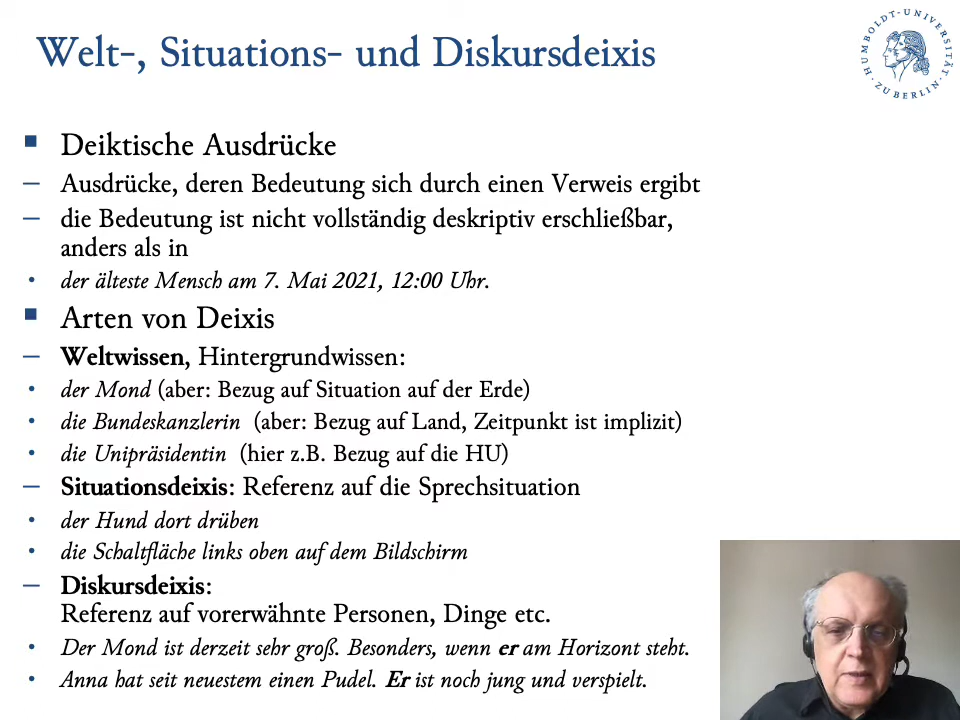 Welt-, Situations- und Diskursdeixis
HUMBOLDT-UNIVERSITÄT
· ZU BERLIN ·
Deiktische Ausdrücke
– Ausdrücke, deren Bedeutung sich durch einen Verweis ergibt
– die Bedeutung ist nicht vollständig deskriptiv erschließbar,
anders als in
• der älteste Mensch am 7. Mai 2021, 12:00 Uhr.
Arten von Deixis
– Weltwissen, Hintergrundwissen:
• der Mond (aber: Bezug auf Situation auf der Erde)
• die Bundeskanzlerin (aber: Bezug auf Land, Zeitpunkt ist implizit)
• die Unipräsidentin (hier z.B. Bezug auf die HU)
– Situationsdeixis: Referenz auf die Sprechsituation
• der Hund dort drüben
• die Schaltfläche links oben auf dem Bildschirm
– Diskursdeixis:
Referenz auf vorerwähnte Personen, Dinge etc.
• Der Mond ist derzeit sehr groß. Besonders, wenn er am Horizont steht.
• Anna hat seit neuestem einen Pudel. Er ist noch jung und verspielt.